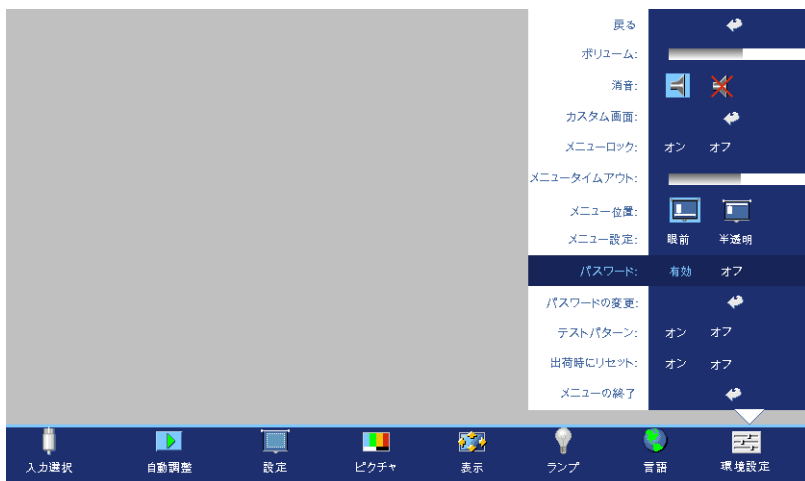 戻る
ボリューム:
消音:
カスタム画面:
メニューロック: オン オフ
メニュータイムアウト:
メニュー位置:
メニュー設定: 眼前 半透明
パスワード: 有効 オフ
パスワードの変更:
テストパターン: オン オフ
出荷時にリセット: オン オフ
メニューの終了
入力選択 自動調整 設定 ピクチャ 表示 ランプ 言語 環境設定